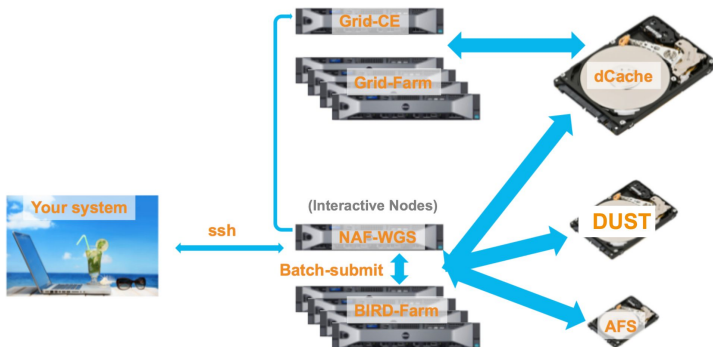 Grid-CE
Grid-Farm
dCache
Your system
ssh
(Interactive Nodes)
NAF-WGS
Batch-submit
BIRD-Farm
DUST
AFS